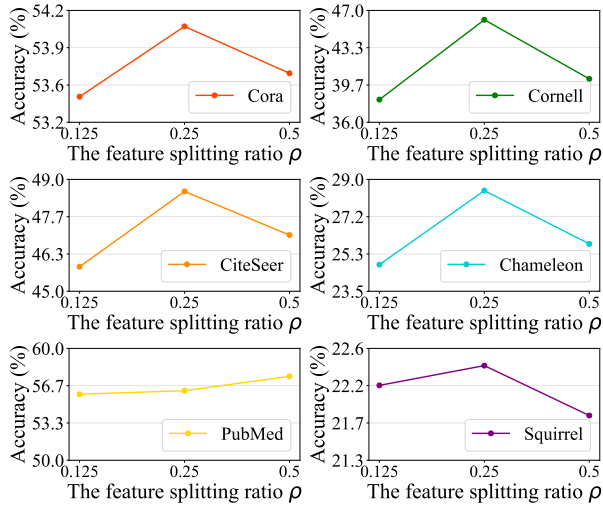 54.2
53.9
53.6
53.2
Accuracy (%)
Cora
0.125 0.25 0.5
The feature splitting ratio ρ
47.0
43.3
39.7
36.0
Accuracy (%)
Cornell
0.125 0.25 0.5
The feature splitting ratio ρ
49.0
47.7
46.3
45.0
Accuracy (%)
CiteSeer
0.125 0.25 0.5
The feature splitting ratio ρ
29.0
27.2
25.3
23.5
Accuracy (%)
Chameleon
0.125 0.25 0.5
The feature splitting ratio ρ
60.0
56.7
53.3
50.0
Accuracy (%)
PubMed
0.125 0.25 0.5
The feature splitting ratio ρ
22.6
22.2
21.7
21.3
Accuracy (%)
Squirrel
0.125 0.25 0.5
The feature splitting ratio ρ